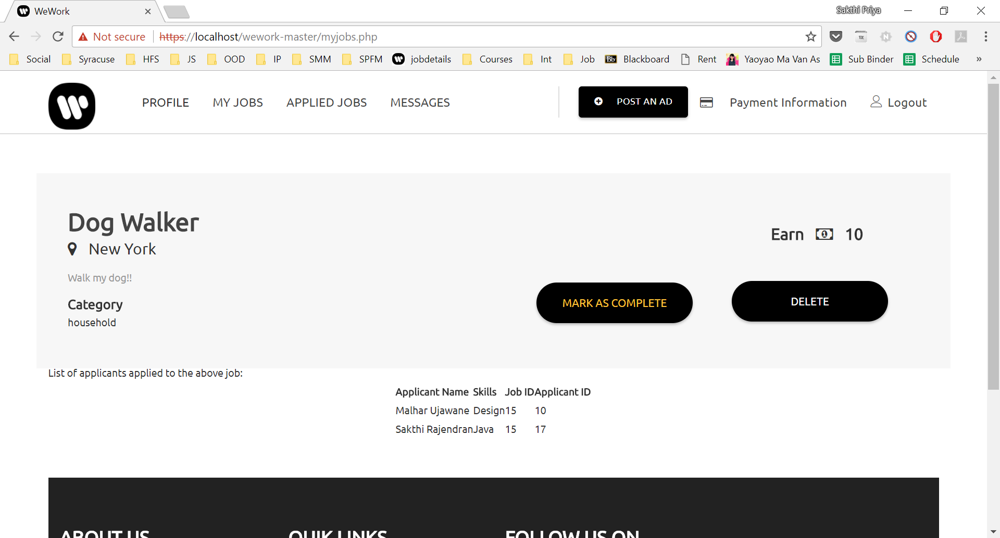 WeWork
Sakthi Priya
Not secure
https://localhost/wework-master/myjobs.php
Social Syracuse HFS JS OOD IP SMM SPFM jobdetails Courses Int Job Bb Blackboard Rent Yaoyao Ma Van As Sub Binder Schedule »
PROFILE MY JOBS APPLIED JOBS MESSAGES POST AN AD Payment Information Logout
Dog Walker
Earn 10
New York
Walk my dog!!
MARK AS COMPLETE DELETE
Category
household
List of applicants applied to the above job:
Applicant Name Skills Job ID Applicant ID
Malhar Ujawane Design 15 10
Sakthi Rajendran Java 15 17
ABOUT US QUIK LINKS FOLLOW US ON